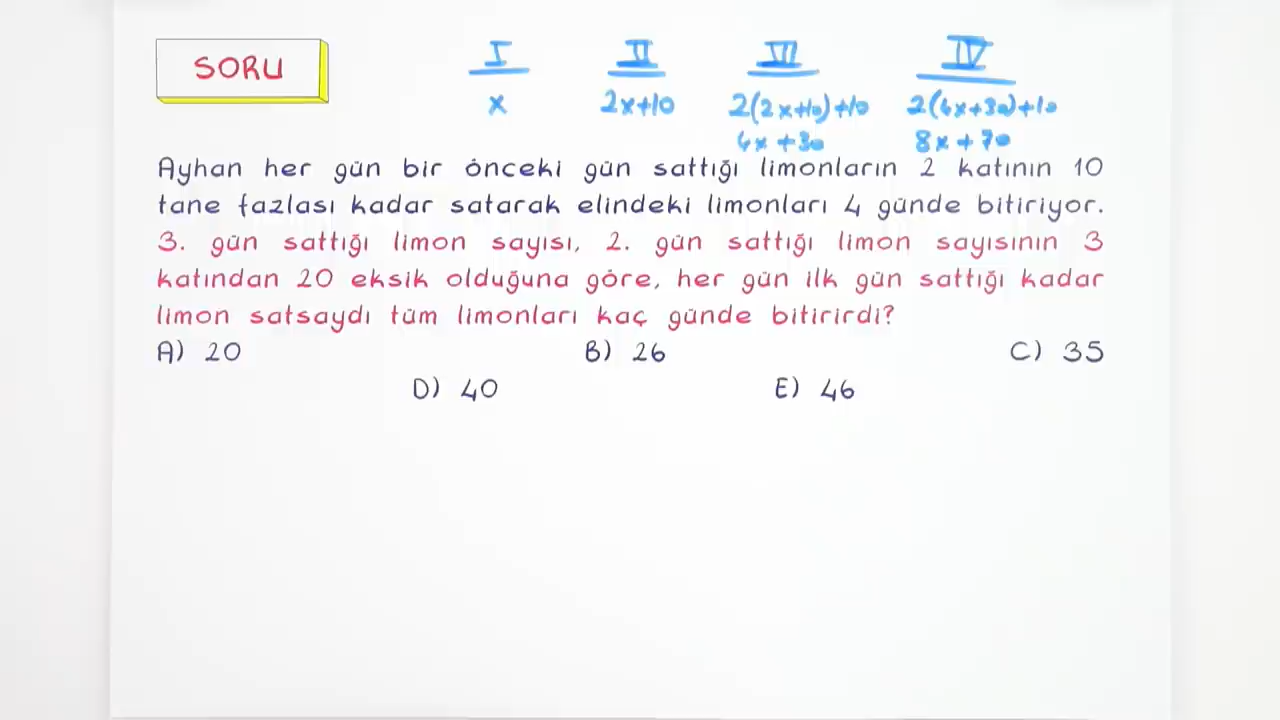 SORU
I II III IV
x 2x+10 2(2x+10)+10 2(4x+30)+10
4x+30 8x+70
Ayhan her gün bir önceki gün sattığı limonların 2 katının 10
tane fazlası kadar satarak elindeki limonları 4 günde bitiriyor.
3. gün sattığı limon sayısı, 2. gün sattığı limon sayısının 3
katından 20 eksik olduğuna göre, her gün ilk gün sattığı kadar
limon satsaydı tüm limonları kaç günde bitirirdi?
A) 20 B) 26 C) 35
D) 40 E) 46